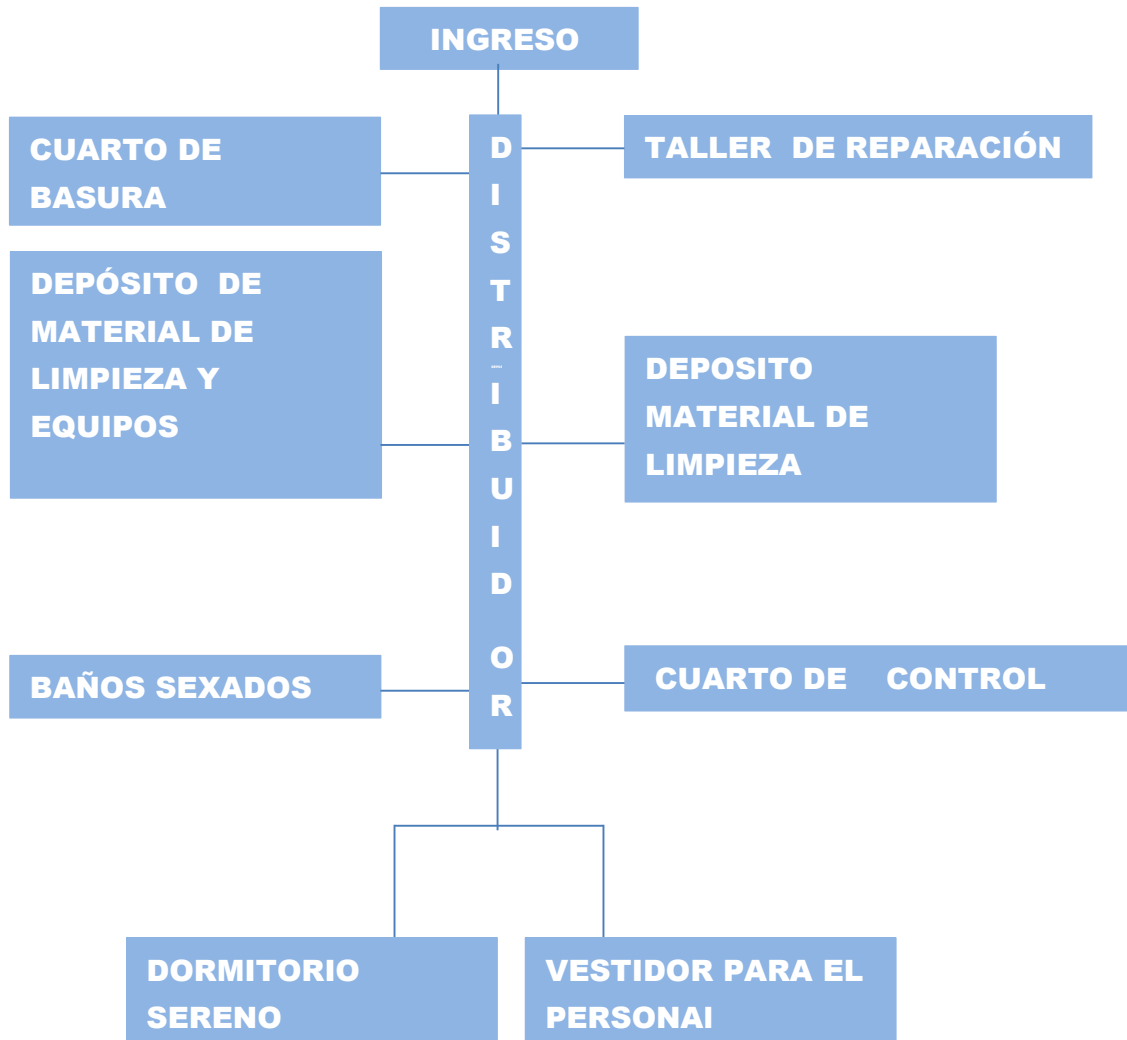 INGRESO
CUARTO DE
BASURA
DEPÓSITO DE
MATERIAL DE
LIMPIEZA Y
EQUIPOS
BAÑOS SEXADOS
D
I
S
T
R
I
B
U
I
D
O
R
TALLER DE REPARACIÓN
DEPOSITO
MATERIAL DE
LIMPIEZA
CUARTO DE CONTROL
DORMITORIO
SERENO
VESTIDOR PARA EL
PERSONAl